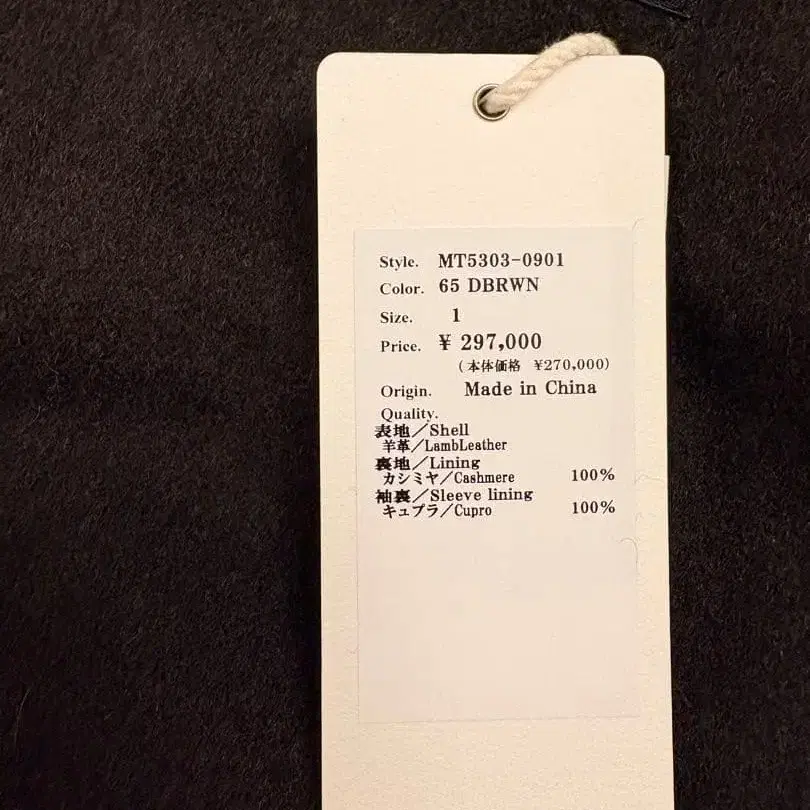 Style. MT5303-0901
Color. 65 DBRWN
Size. 1
Price. ¥ 297,000
(本体価格 ¥270,000)
Origin. Made in China
Quality.
表地/Shell
羊革/LambLeather
裏地/Lining
カシミヤ/Cashmere 100%
袖裏/Sleeve lining
キュプラ/Cupro 100%